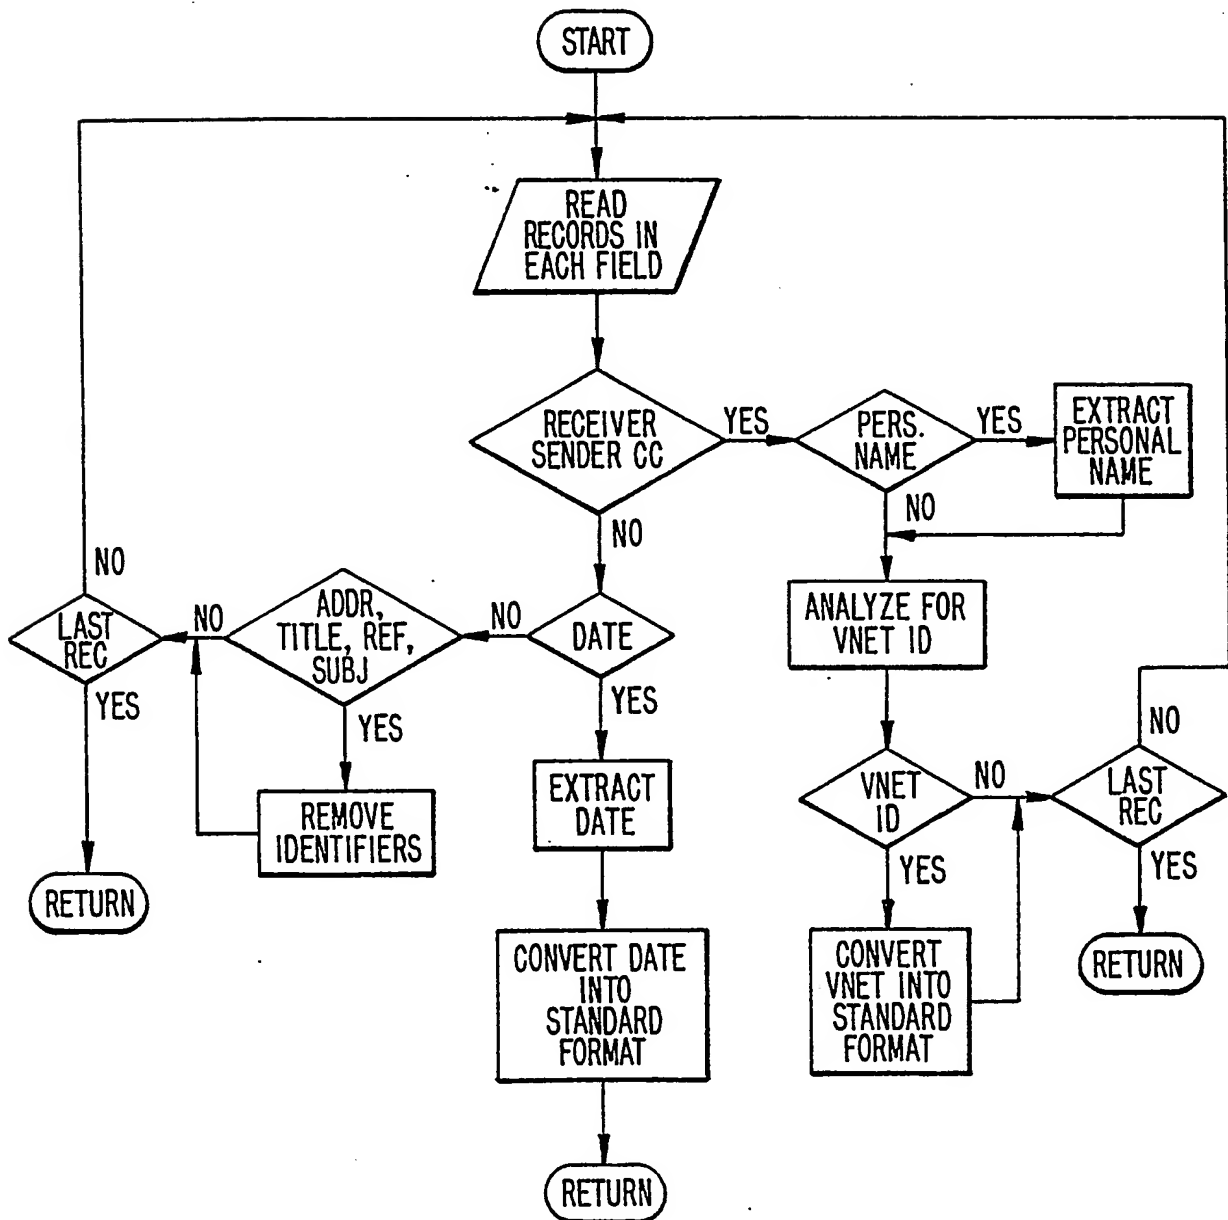 START
READ
RECORDS IN
EACH FIELD
RECEIVER
SENDER CC
YES
PERS.
NAME
YES
EXTRACT
PERSONAL
NAME
NO
NO
ANALYZE FOR
VNET ID
DATE
NO
ADDR,
TITLE, REF,
SUBJ
NO
LAST
REC
NO
YES
RETURN
YES
REMOVE
IDENTIFIERS
YES
EXTRACT
DATE
CONVERT DATE
INTO
STANDARD
FORMAT
RETURN
VNET
ID
NO
LAST
REC
NO
YES
CONVERT
VNET INTO
STANDARD
FORMAT
YES
RETURN